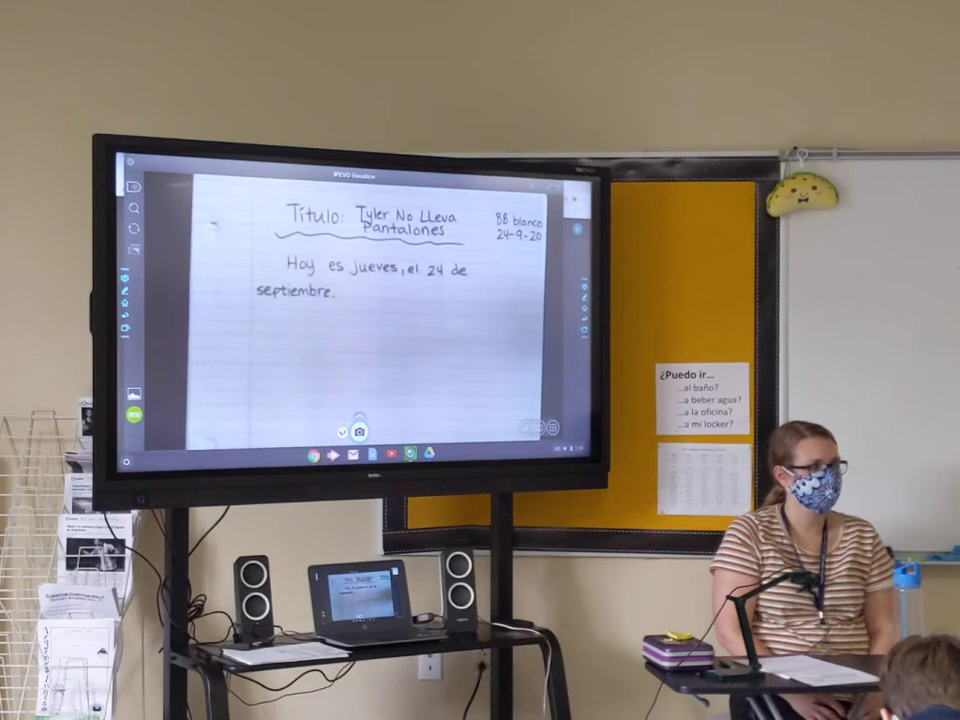 IPEVO Visualizer
Título: Tyler No Lleva
Pantalones
8B blanco
24-9-20
Hoy es jueves, el 24 de
septiembre.
¿Puedo ir...
...al baño?
...a beber agua?
...a la oficina?
...a mi locker?